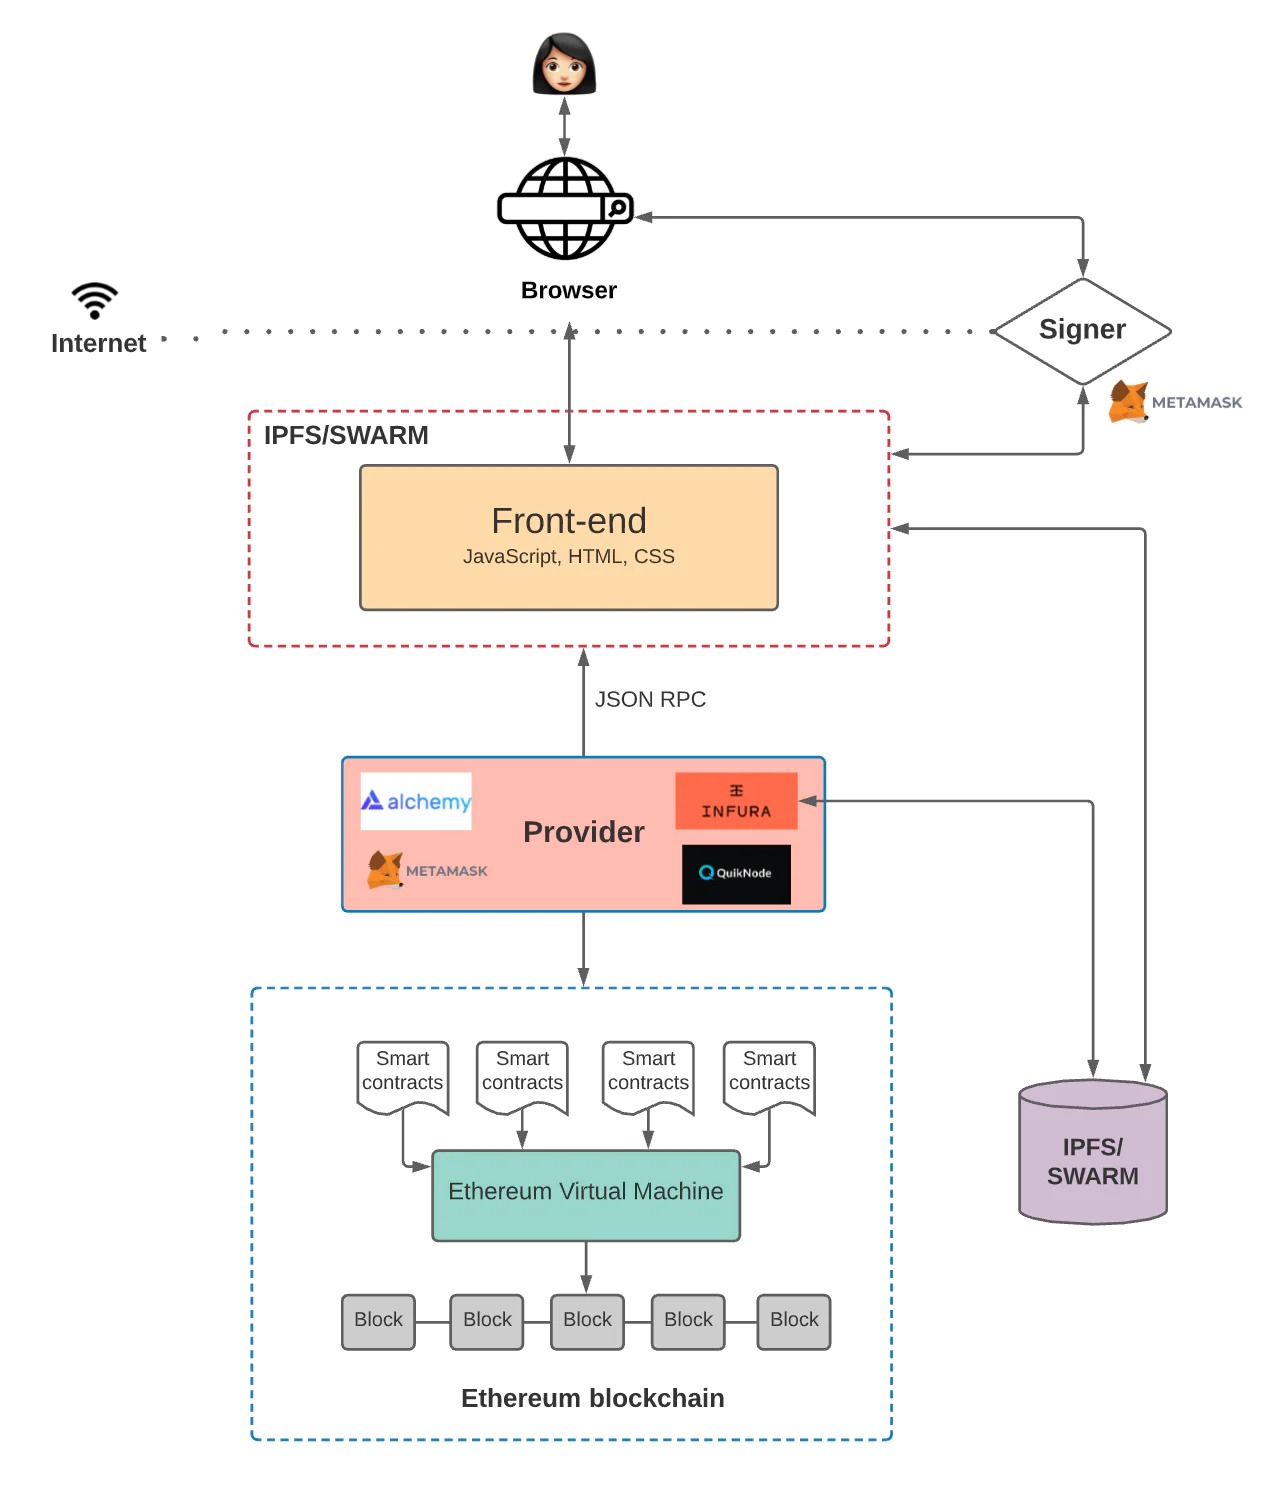 Browser
Internet
Signer
METAMASK
IPFS/SWARM
Front-end
JavaScript, HTML, CSS
JSON RPC
alchemy
INFURA
Provider
METAMASK
QuikNode
Smart
contracts
Smart
contracts
Smart
contracts
Smart
contracts
Ethereum Virtual Machine
IPFS/
SWARM
Block
Block
Block
Block
Block
Ethereum blockchain